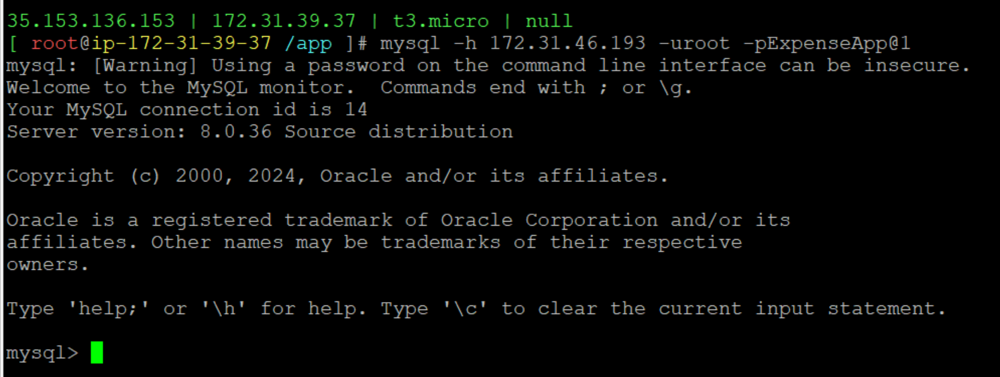 35.153.136.153 | 172.31.39.37 | t3.micro | null
[ root@ip-172-31-39-37 /app ]# mysql -h 172.31.46.193 -uroot -pExpenseApp@1
mysql: [Warning] Using a password on the command line interface can be insecure.
Welcome to the MySQL monitor.  Commands end with ; or \g.
Your MySQL connection id is 14
Server version: 8.0.36 Source distribution
Copyright (c) 2000, 2024, Oracle and/or its affiliates.
Oracle is a registered trademark of Oracle Corporation and/or its
affiliates. Other names may be trademarks of their respective
owners.
Type 'help;' or '\h' for help. Type '\c' to clear the current input statement.
mysql>